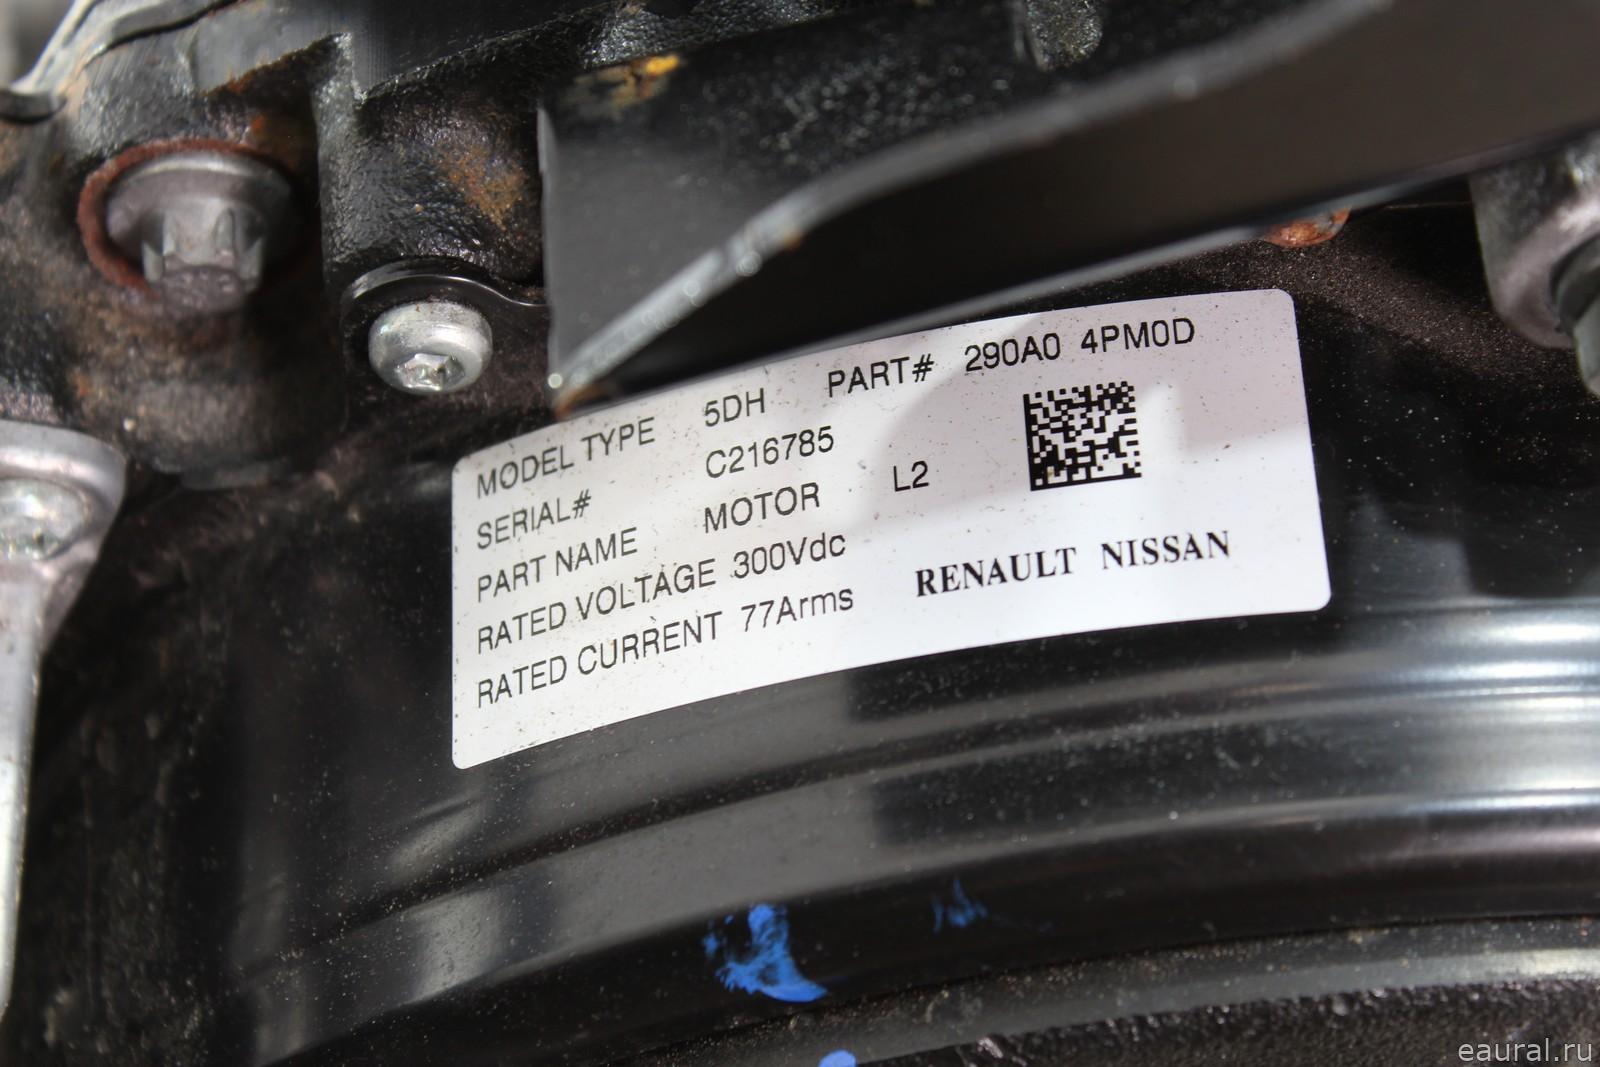 MODEL TYPE 5DH PART# 290A0 4PM0D
SERIAL# C216785
PART NAME MOTOR L2
RATED VOLTAGE 300Vdc
RATED CURRENT 77Arms
RENAULT NISSAN
eaural.ru